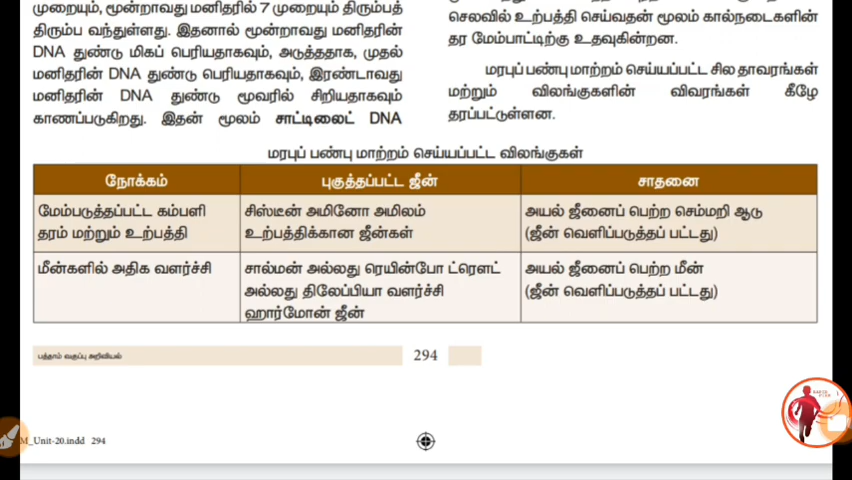 முறையும், மூன்றாவது மனிதரில் 7 முறையும் திரும்பத்
திரும்ப வந்துள்ளது. இதனால் மூன்றாவது மனிதரின்
DNA துண்டு மிகப் பெரியதாகவும், அடுத்ததாக, முதல்
மனிதரின் DNA துண்டு பெரியதாகவும், இரண்டாவது
மனிதரின் DNA துண்டு மூவரில் சிறியதாகவும்
காணப்படுகிறது. இதன் மூலம் சாட்டிலைட் DNA
செலவில் உற்பத்தி செய்வதன் மூலம் கால்நடைகளின்
தர மேம்பாட்டிற்கு உதவுகின்றன.
மரபுப் பண்பு மாற்றம் செய்யப்பட்ட சில தாவரங்கள்
மற்றும் விலங்குகளின் விவரங்கள் கீழே
தரப்பட்டுள்ளன.
மரபுப் பண்பு மாற்றம் செய்யப்பட்ட விலங்குகள்
நோக்கம் புகுத்தப்பட்ட ஜீன் சாதனை
மேம்படுத்தப்பட்ட கம்பளி சிஸ்டீன் அமினோ அமிலம் அயல் ஜீனைப் பெற்ற செம்மறி ஆடு
தரம் மற்றும் உற்பத்தி உற்பத்திக்கான ஜீன்கள் (ஜீன் வெளிப்படுத்தப் பட்டது)
மீன்களில் அதிக வளர்ச்சி சால்மன் அல்லது ரெயின்போ ட்ரௌட் அயல் ஜீனைப் பெற்ற மீன்
அல்லது திலேப்பியா வளர்ச்சி (ஜீன் வெளிப்படுத்தப் பட்டது)
ஹார்மோன் ஜீன்
பத்தாம் வகுப்பு அறிவியல் 294
M_Unit-20.indd 294